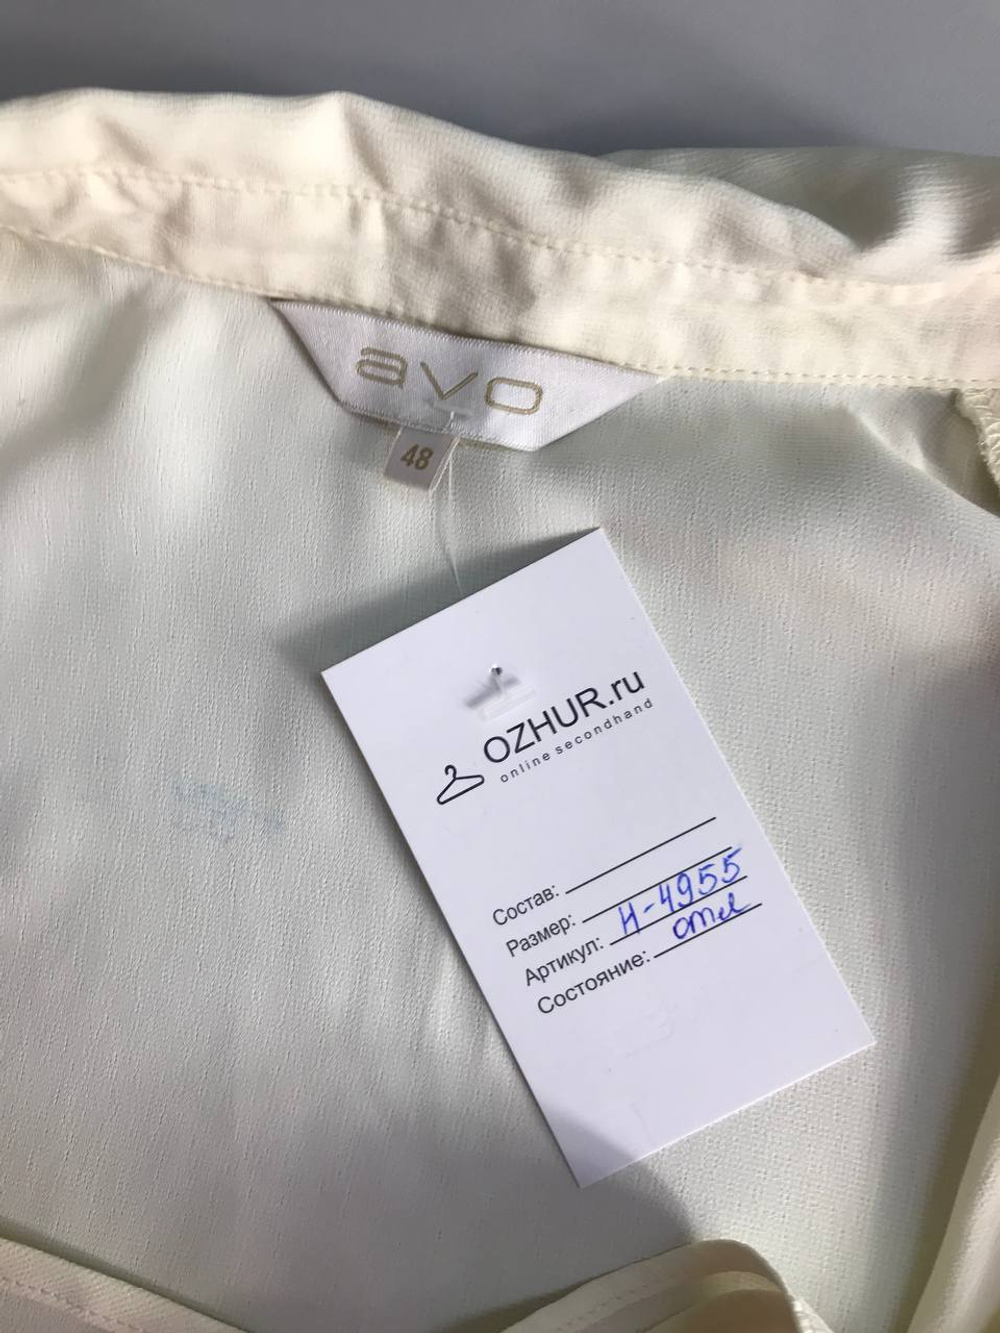 avo
48
OZHUR.ru
online secondhand
Состав:
Размер:
Артикул: Н-4955
Состояние: отл